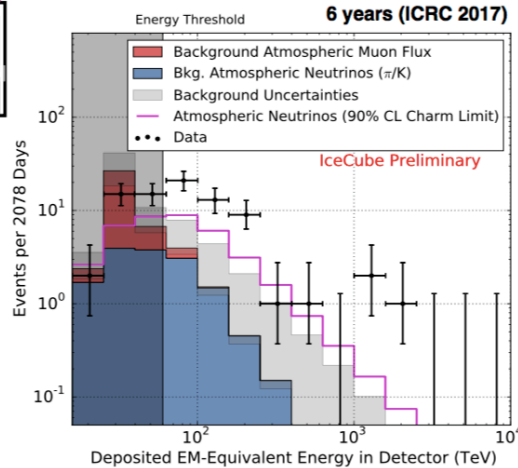 6 years (ICRC 2017)
Energy Threshold
Background Atmospheric Muon Flux
Bkg. Atmospheric Neutrinos (π/K)
Background Uncertainties
Atmospheric Neutrinos (90% CL Charm Limit)
Data
IceCube Preliminary
Events per 2078 Days
10²
10¹
10⁰
10⁻¹
10² 10³ 10⁴
Deposited EM-Equivalent Energy in Detector (TeV)